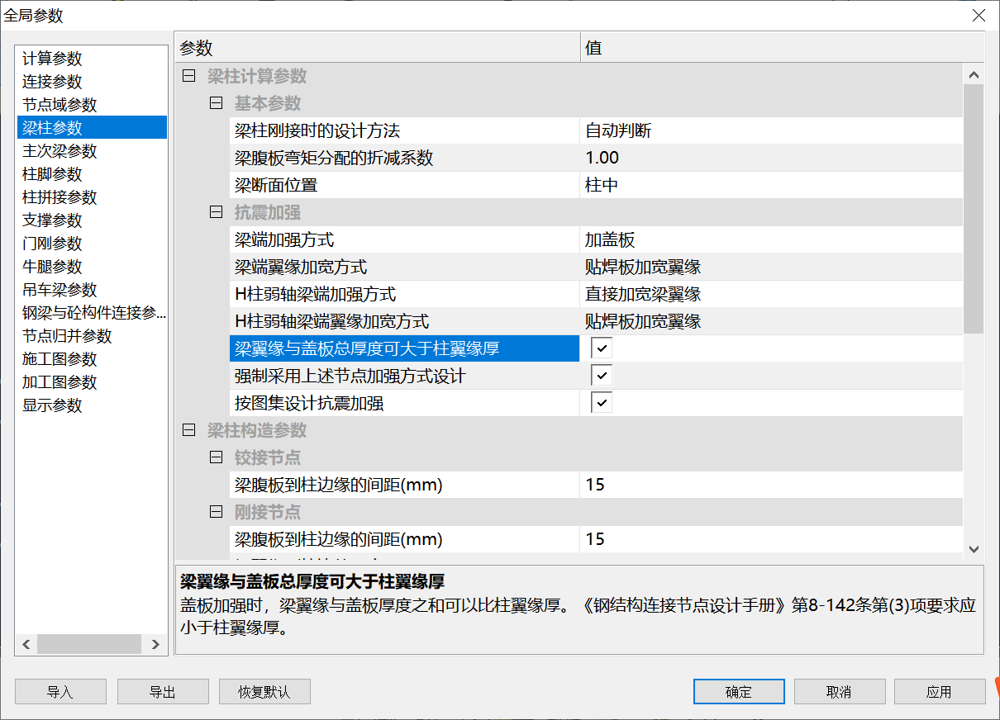 全局参数
计算参数
连接参数
节点域参数
梁柱参数
主次梁参数
柱脚参数
柱拼接参数
支撑参数
门刚参数
牛腿参数
吊车梁参数
钢梁与砼构件连接参...
节点归并参数
施工图参数
加工图参数
显示参数
参数 值
梁柱计算参数
基本参数
梁柱刚接时的设计方法 自动判断
梁腹板弯矩分配的折减系数 1.00
梁断面位置 柱中
抗震加强
梁端加强方式 加盖板
梁端翼缘加宽方式 贴焊板加宽翼缘
H柱弱轴梁端加强方式 直接加宽梁翼缘
H柱弱轴梁端翼缘加宽方式 贴焊板加宽翼缘
梁翼缘与盖板总厚度可大于柱翼缘厚
强制采用上述节点加强方式设计
按图集设计抗震加强
梁柱构造参数
铰接节点
梁腹板到柱边缘的间距(mm) 15
刚接节点
梁腹板到柱边缘的间距(mm) 15
梁翼缘与盖板总厚度可大于柱翼缘厚
盖板加强时，梁翼缘与盖板厚度之和可以比柱翼缘厚。《钢结构连接节点设计手册》第8-142条第(3)项要求应
小于柱翼缘厚。
导入 导出 恢复默认 确定 取消 应用